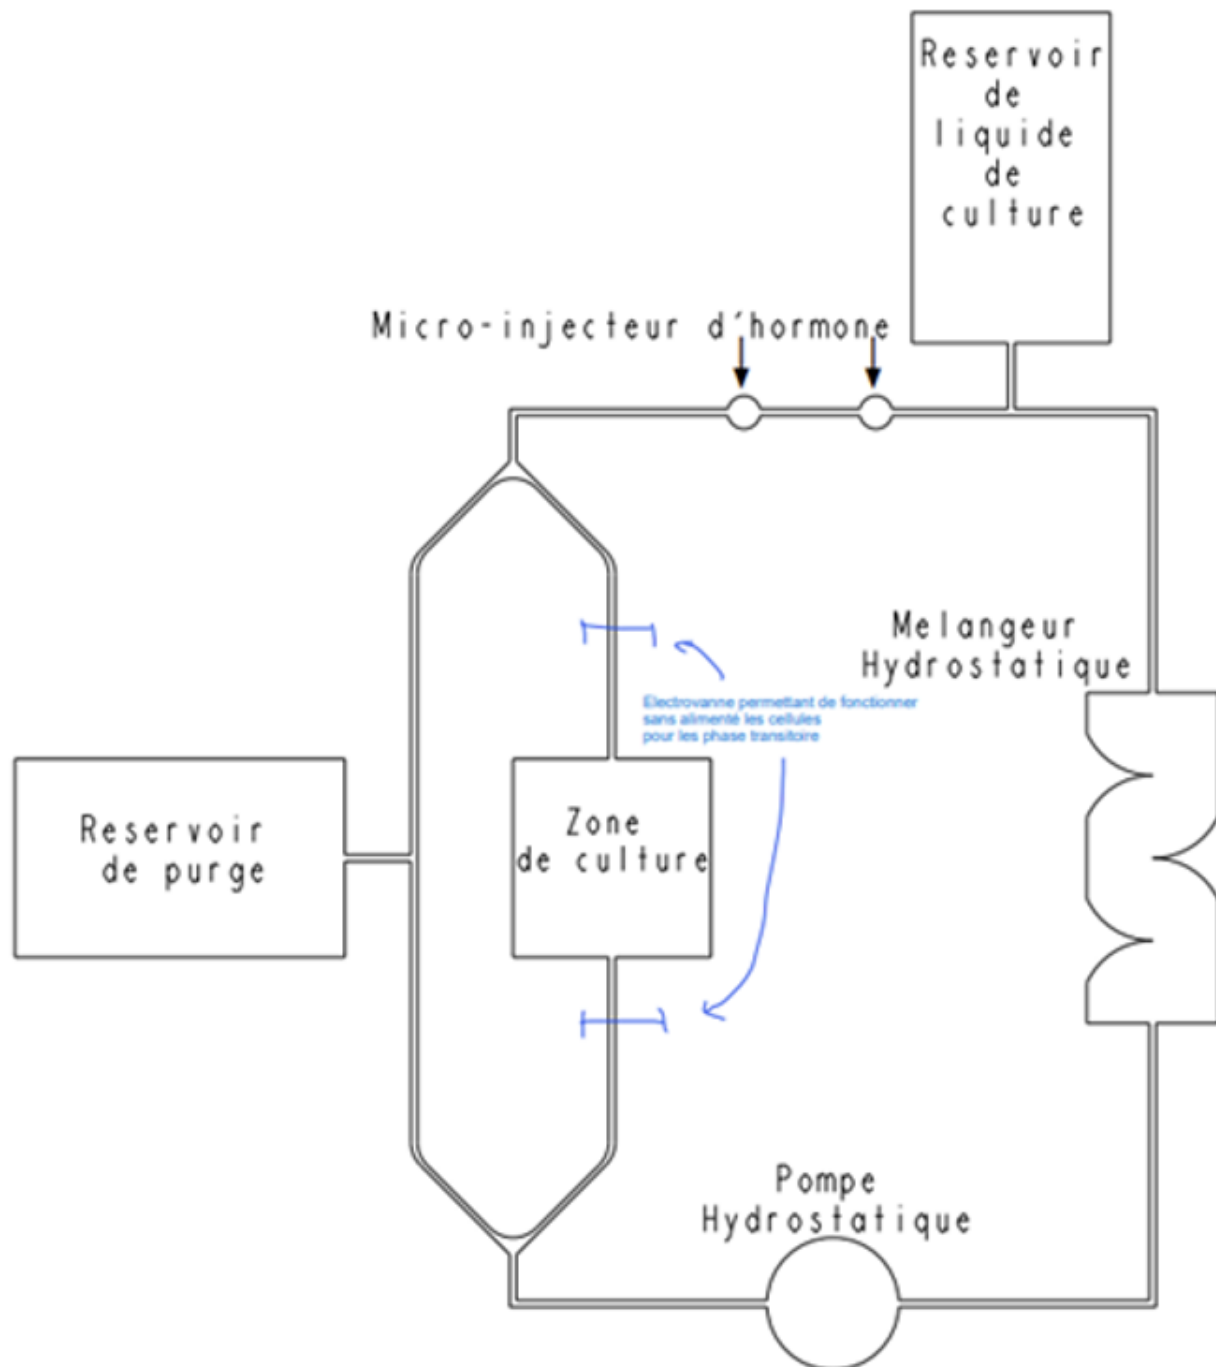 Reservoir
de
liquide
de
culture
Micro-injecteur d'hormone
Melangeur
Hydrostatique
Electrovanne permettant de fonctionner
sans alimenté les cellules
pour les phase transitoire
Reservoir
de purge
Zone
de culture
Pompe
Hydrostatique